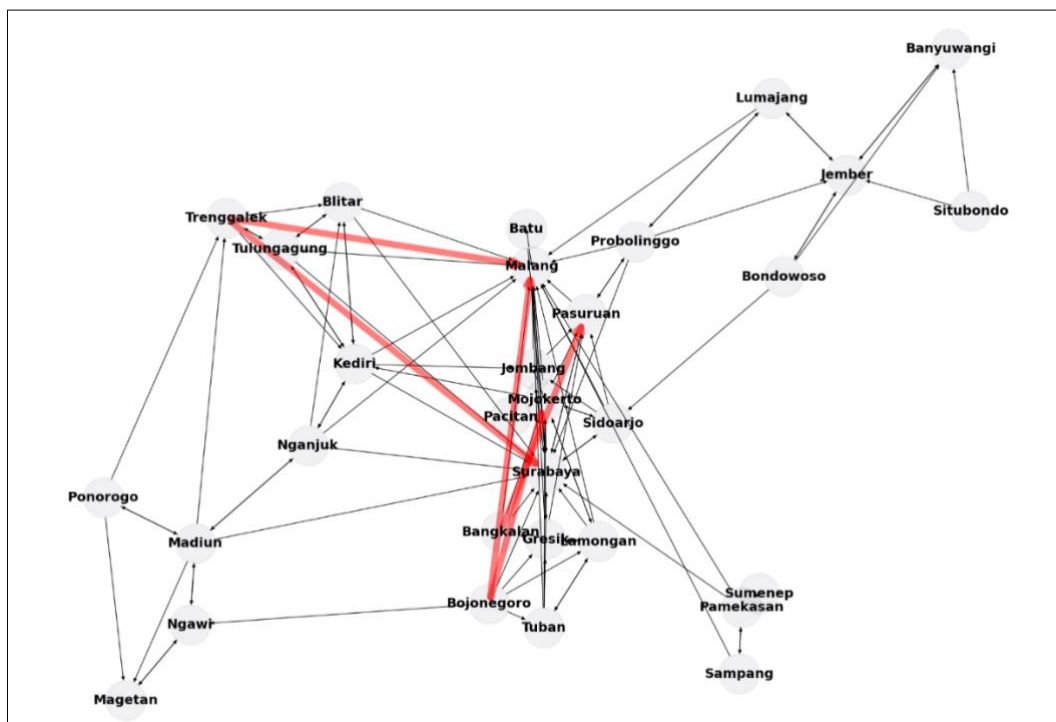 Banyuwangi
Lumajang
Jember
Situbondo
Blitar
Trenggalek
Tulungagung
Batu
Probolinggo
Malang
Bondowoso
Pasuruan
Kediri
Jombang
Mojokerto
Pacitan
Sidoarjo
Nganjuk
Surabaya
Ponorogo
Madiun
Bangkalan
Gresik
Lamongan
Sumenep
Bojonegoro
Pamekasan
Ngawi
Tuban
Sampang
Magetan